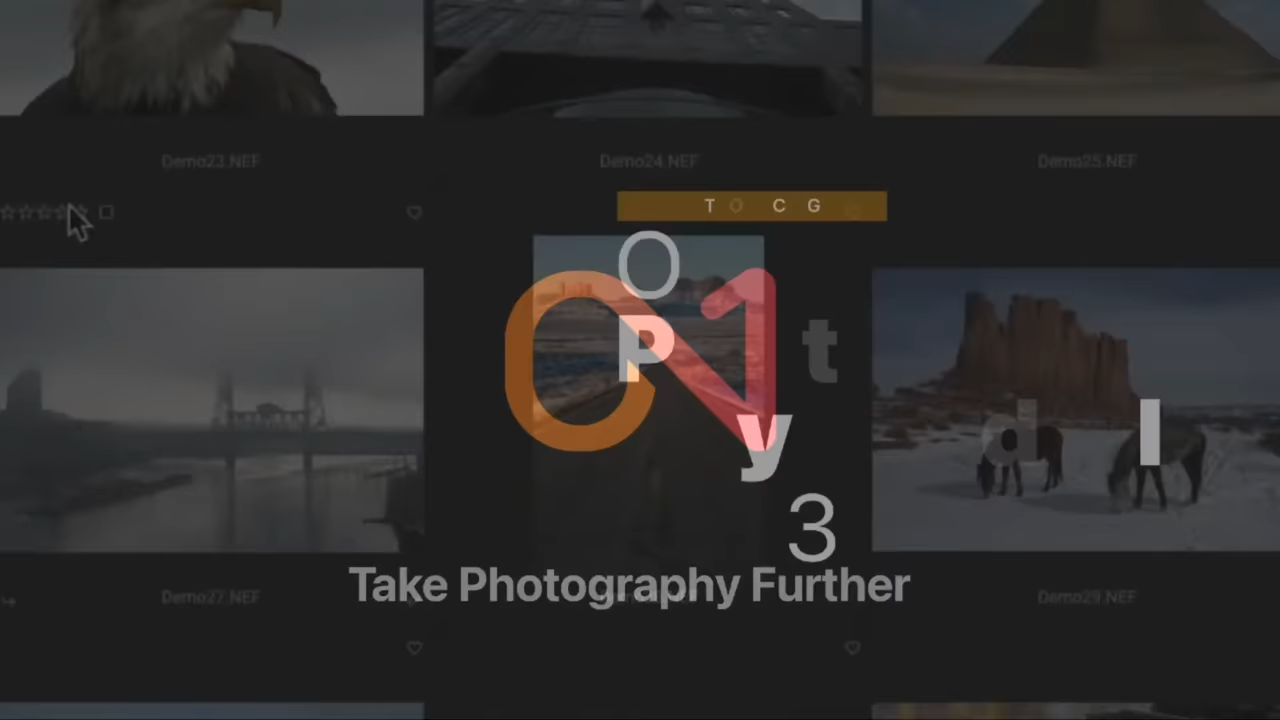 Demo23.NEF
Demo24.NEF
Demo25.NEF
T O C G
O
P t
y d l
3
Take Photography Further
Demo27.NEF
Demo29.NEF